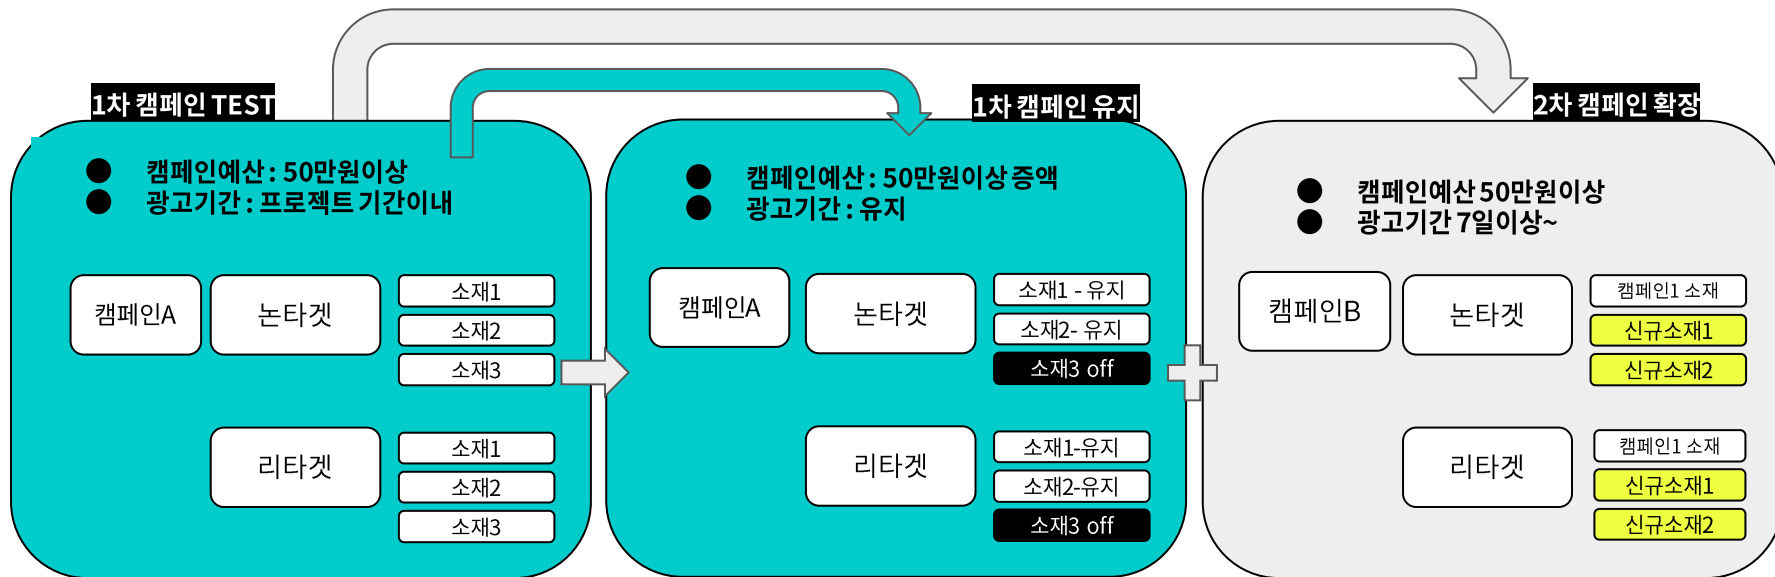 1차 캠페인 TEST
캠페인예산 : 50만원이상
광고기간 : 프로젝트 기간이내
캠페인A
논타겟
소재1
소재2
소재3
리타겟
소재1
소재2
소재3
1차 캠페인 유지
캠페인예산 : 50만원이상 증액
광고기간 : 유지
캠페인A
논타겟
소재1 - 유지
소재2- 유지
소재3 off
리타겟
소재1-유지
소재2-유지
소재3 off
2차 캠페인 확장
캠페인예산 50만원이상
광고기간 7일이상~
캠페인B
논타겟
캠페인1 소재
신규소재1
신규소재2
리타겟
캠페인1 소재
신규소재1
신규소재2